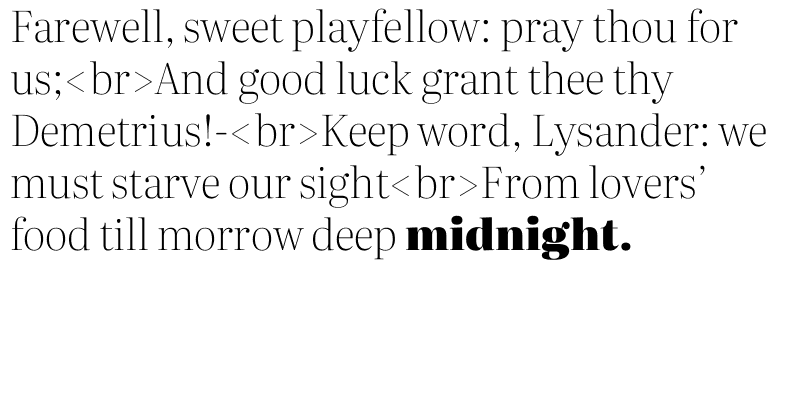 Farewell, sweet playfellow: pray thou for
us;<br>And good luck grant thee thy
Demetrius!-<br>Keep word, Lysander: we
must starve our sight<br>From lovers’
food till morrow deep midnight.